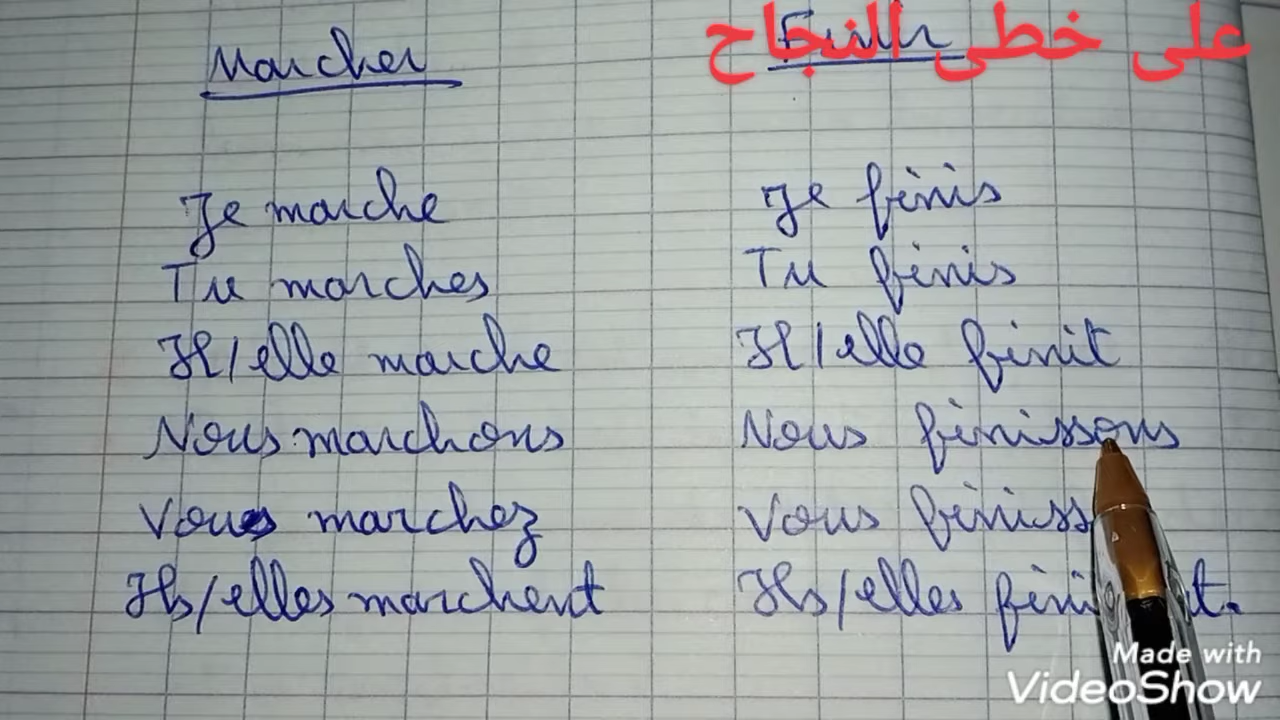 على خطى النجاح
Marcher
Finir
Je marche
Tu marches
Il/elle marche
Nous marchons
Vous marchez
Ils/elles marchent
Je finis
Tu finis
Il/elle finit
Nous finissons
Vous
Ils/elles
Made with
VideoShow